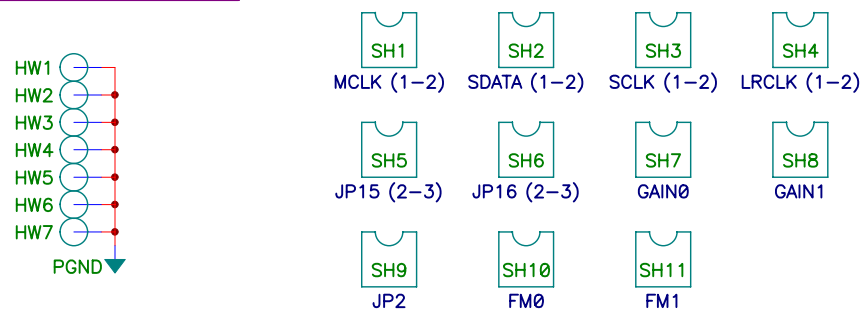 HW1
HW2
HW3
HW4
HW5
HW6
HW7
PGND
SH1
MCLK (1-2)
SH2
SDATA (1-2)
SH3
SCLK (1-2)
SH4
LRCLK (1-2)
SH5
JP15 (2-3)
SH6
JP16 (2-3)
SH7
GAIN0
SH8
GAIN1
SH9
JP2
SH10
FM0
SH11
FM1